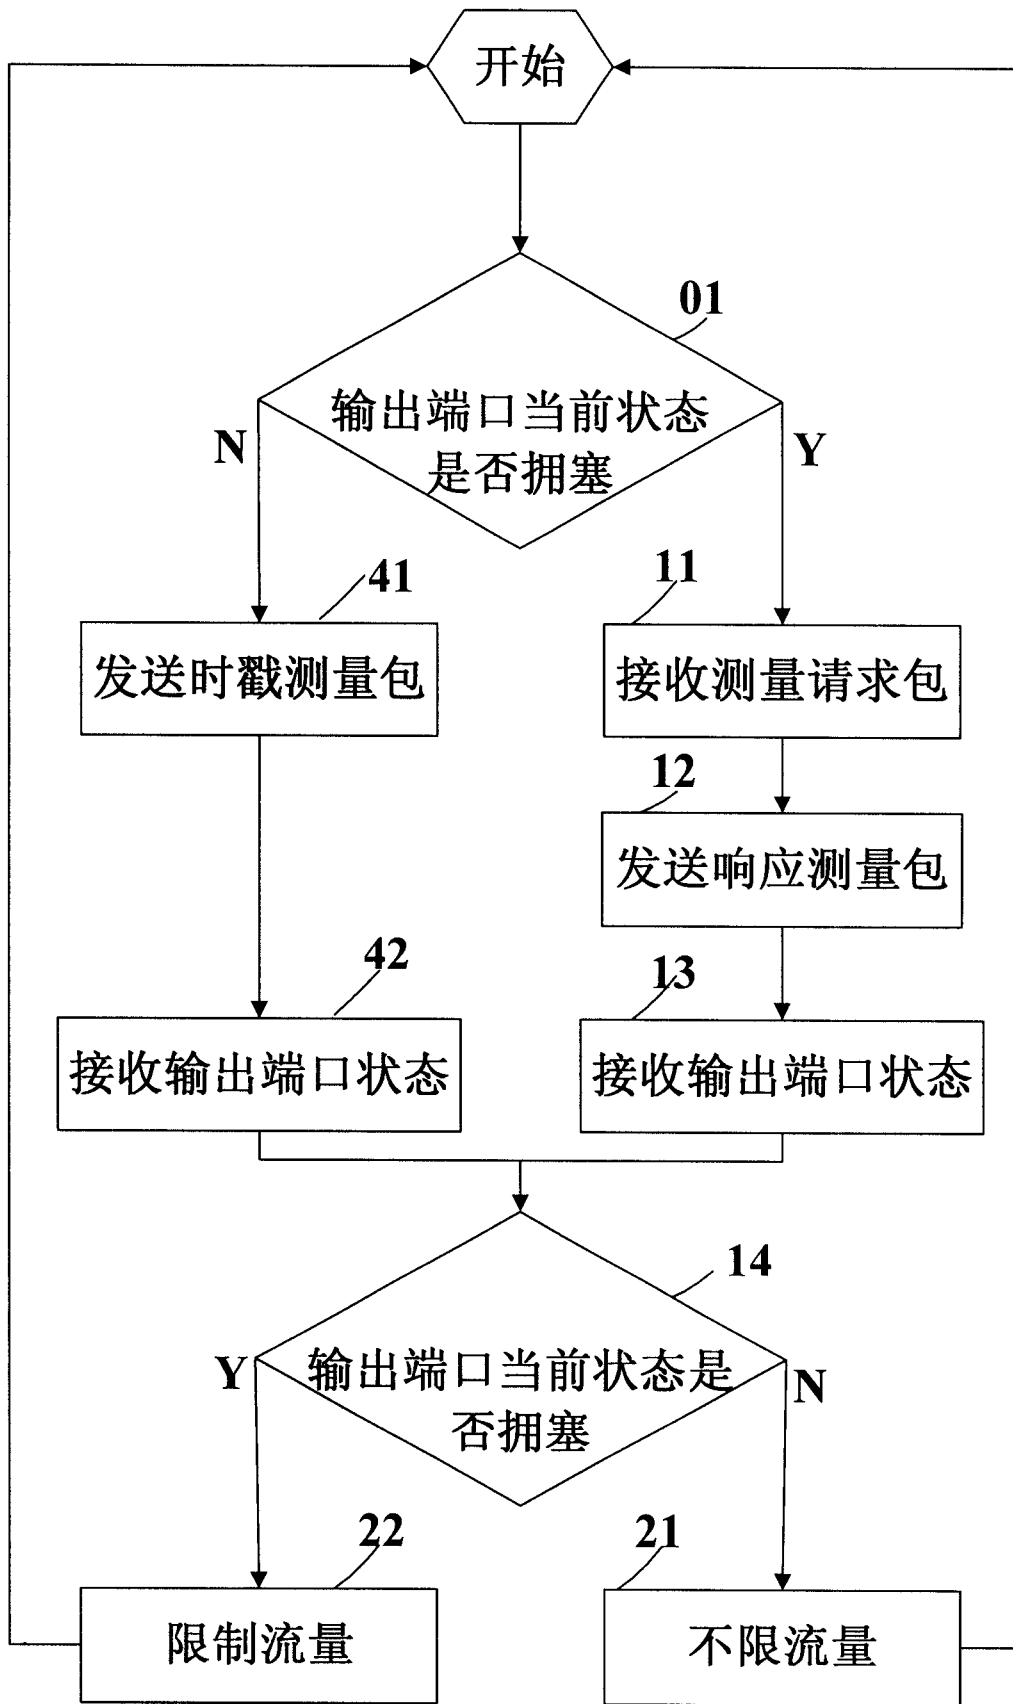 开始
01
输出端口当前状态
是否拥塞
N
Y
41
11
发送时戳测量包
接收测量请求包
12
发送响应测量包
42
13
接收输出端口状态
接收输出端口状态
14
输出端口当前状态是
否拥塞
Y
N
22
21
限制流量
不限流量